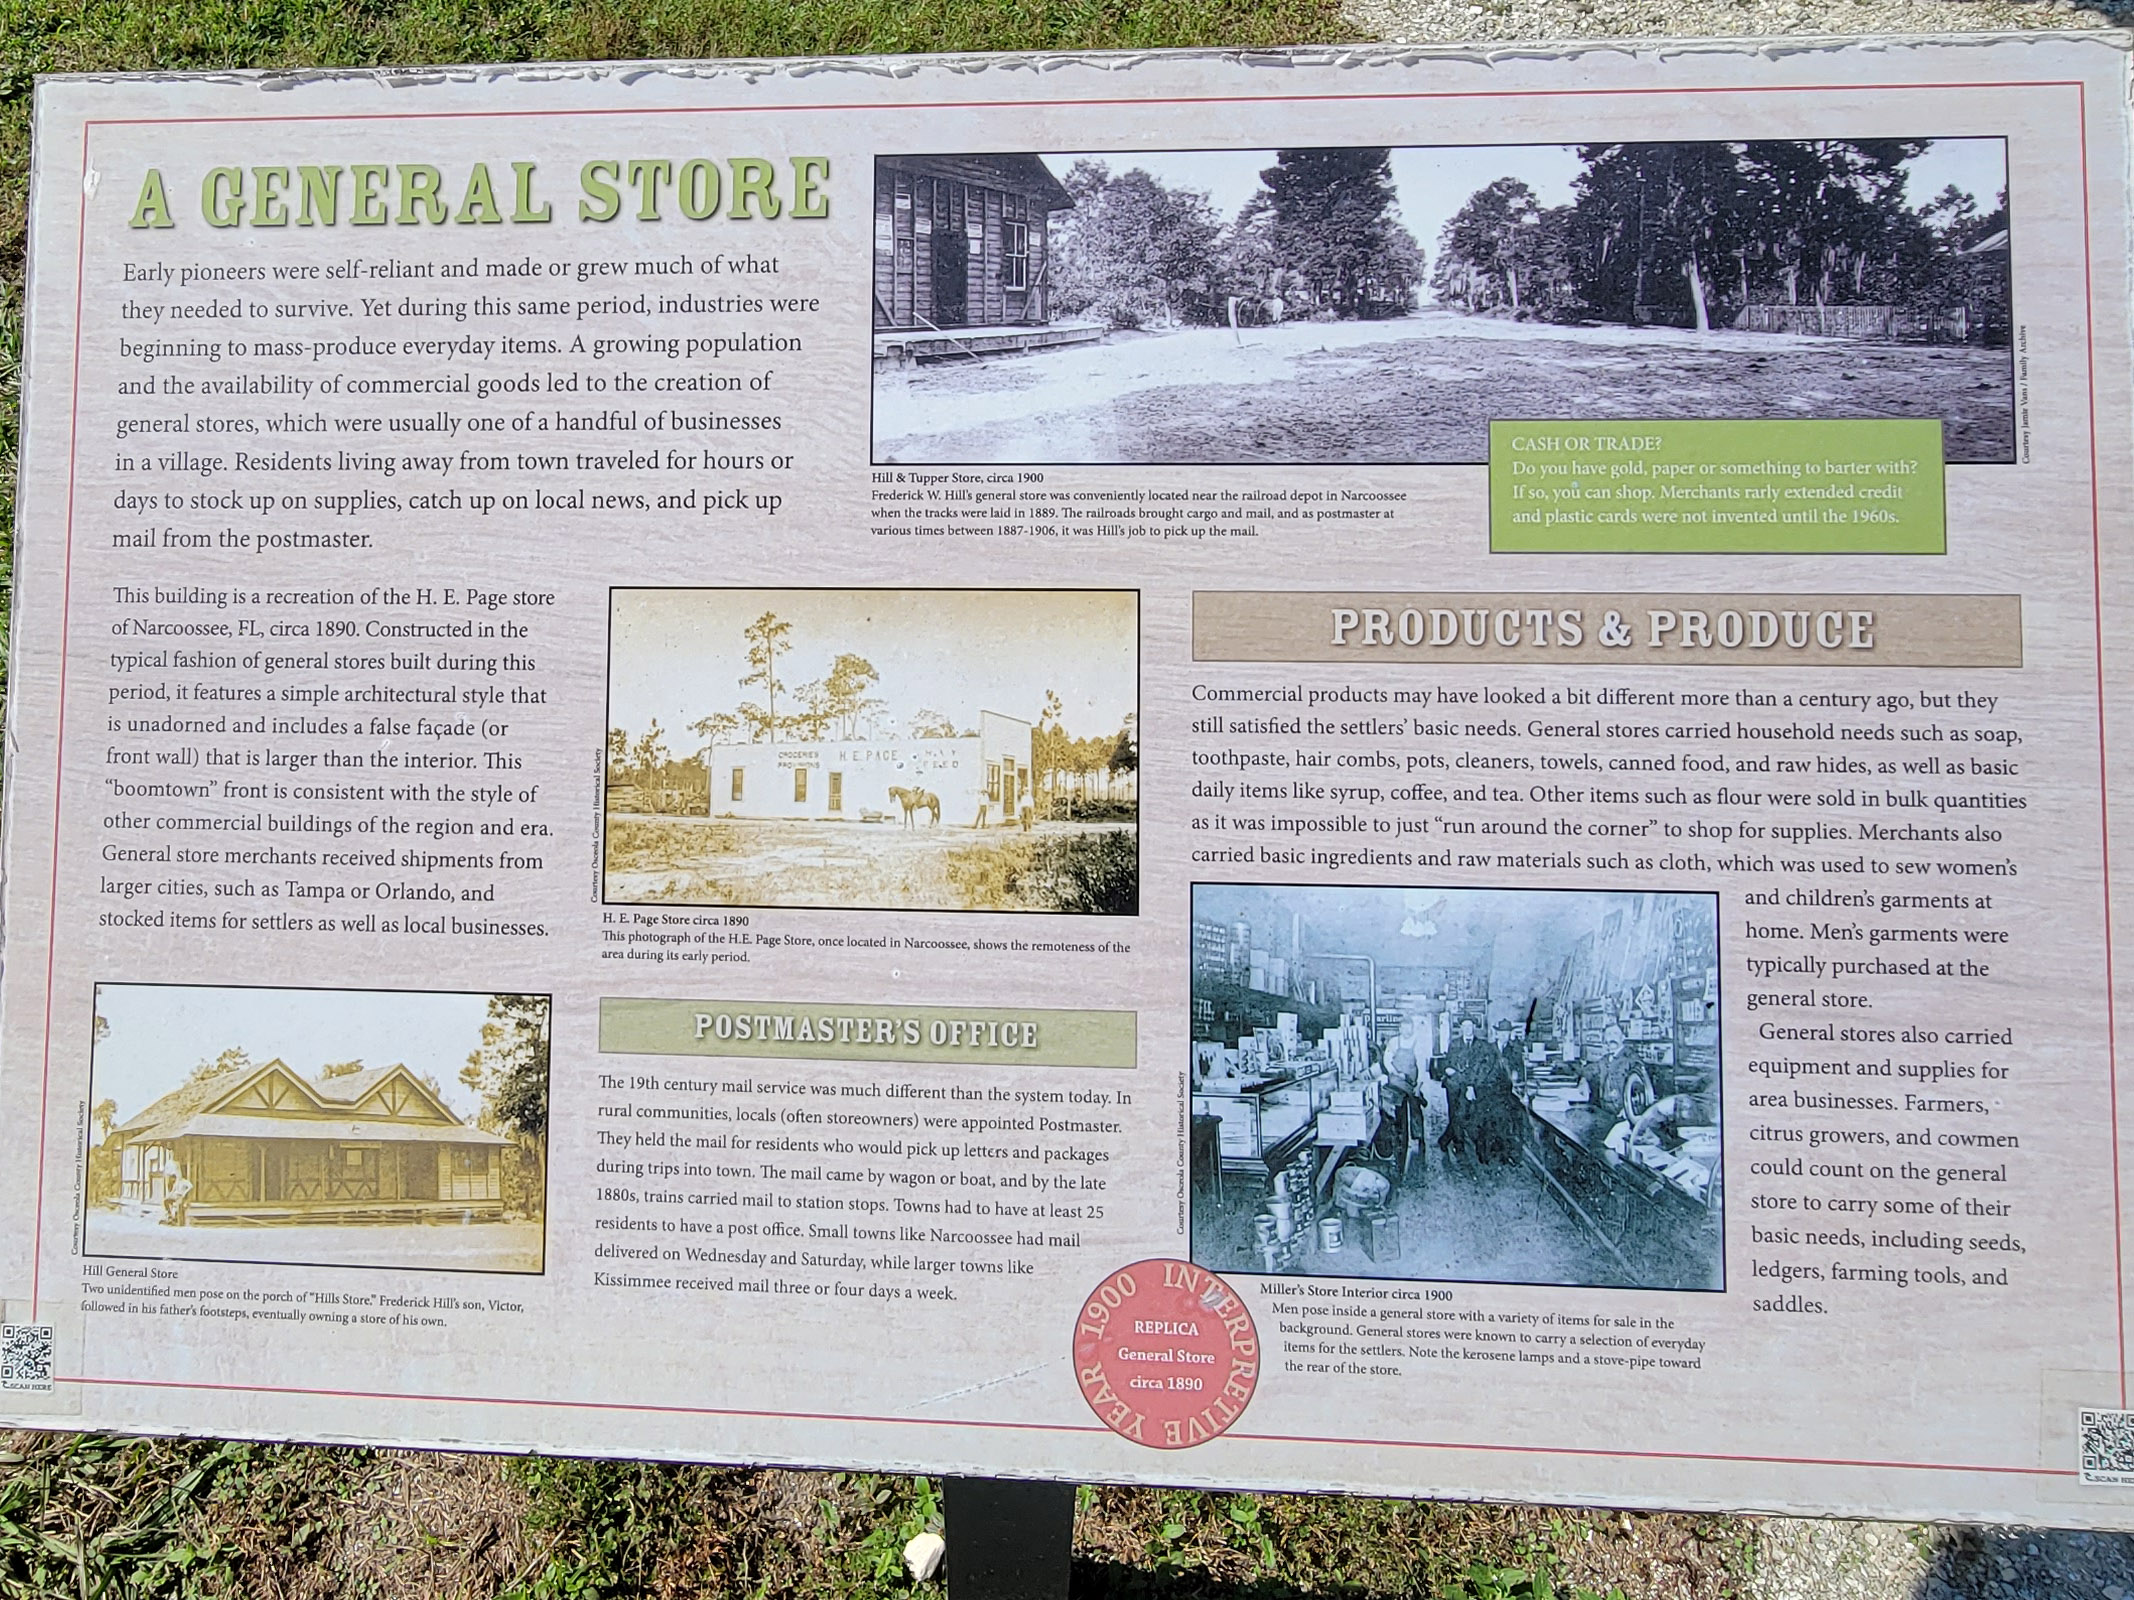 A GENERAL STORE
Early pioneers were self-reliant and made or grew much of what
they needed to survive. Yet during this same period, industries were
beginning to mass-produce everyday items. A growing population
and the availability of commercial goods led to the creation of
general stores, which were usually one of a handful of businesses
in a village. Residents living away from town traveled for hours or
days to stock up on supplies, catch up on local news, and pick up
mail from the postmaster.
Courtesy Jamie Vans / Family Archive
Hill & Tupper Store, circa 1900
Frederick W. Hill's general store was conveniently located near the railroad depot in Narcoossee
when the tracks were laid in 1889. The railroads brought cargo and mail, and as postmaster at
various times between 1887-1906, it was Hill's job to pick up the mail.
CASH OR TRADE?
Do you have gold, paper or something to barter with?
If so, you can shop. Merchants rarly extended credit
and plastic cards were not invented until the 1960s.
This building is a recreation of the H. E. Page store
of Narcoossee, FL, circa 1890. Constructed in the
typical fashion of general stores built during this
period, it features a simple architectural style that
is unadorned and includes a false façade (or
front wall) that is larger than the interior. This
“boomtown” front is consistent with the style of
other commercial buildings of the region and era.
General store merchants received shipments from
larger cities, such as Tampa or Orlando, and
stocked items for settlers as well as local businesses.
GROCERIES
PROVISIONS
H. E. PAGE
HAY
FEED
Courtesy Osceola County Historical Society
H. E. Page Store circa 1890
This photograph of the H.E. Page Store, once located in Narcoossee, shows the remoteness of the
area during its early period.
Courtesy Osceola County Historical Society
Hill General Store
Two unidentified men pose on the porch of "Hills Store." Frederick Hill's son, Victor,
followed in his father's footsteps, eventually owning a store of his own.
POSTMASTER'S OFFICE
The 19th century mail service was much different than the system today. In
rural communities, locals (often storeowners) were appointed Postmaster.
They held the mail for residents who would pick up letters and packages
during trips into town. The mail came by wagon or boat, and by the late
1880s, trains carried mail to station stops. Towns had to have at least 25
residents to have a post office. Small towns like Narcoossee had mail
delivered on Wednesday and Saturday, while larger towns like
Kissimmee received mail three or four days a week.
PRODUCTS & PRODUCE
Commercial products may have looked a bit different more than a century ago, but they
still satisfied the settlers' basic needs. General stores carried household needs such as soap,
toothpaste, hair combs, pots, cleaners, towels, canned food, and raw hides, as well as basic
daily items like syrup, coffee, and tea. Other items such as flour were sold in bulk quantities
as it was impossible to just “run around the corner” to shop for supplies. Merchants also
carried basic ingredients and raw materials such as cloth, which was used to sew women's
and children's garments at
home. Men's garments were
typically purchased at the
general store.
General stores also carried
equipment and supplies for
area businesses. Farmers,
citrus growers, and cowmen
could count on the general
store to carry some of their
basic needs, including seeds,
ledgers, farming tools, and
saddles.
Courtesy Osceola County Historical Society
Miller's Store Interior circa 1900
Men pose inside a general store with a variety of items for sale in the
background. General stores were known to carry a selection of everyday
items for the settlers. Note the kerosene lamps and a stove-pipe toward
the rear of the store.
1900 INTERPRETIVE YEAR
REPLICA
General Store
circa 1890
SCAN HERE
SCAN HE